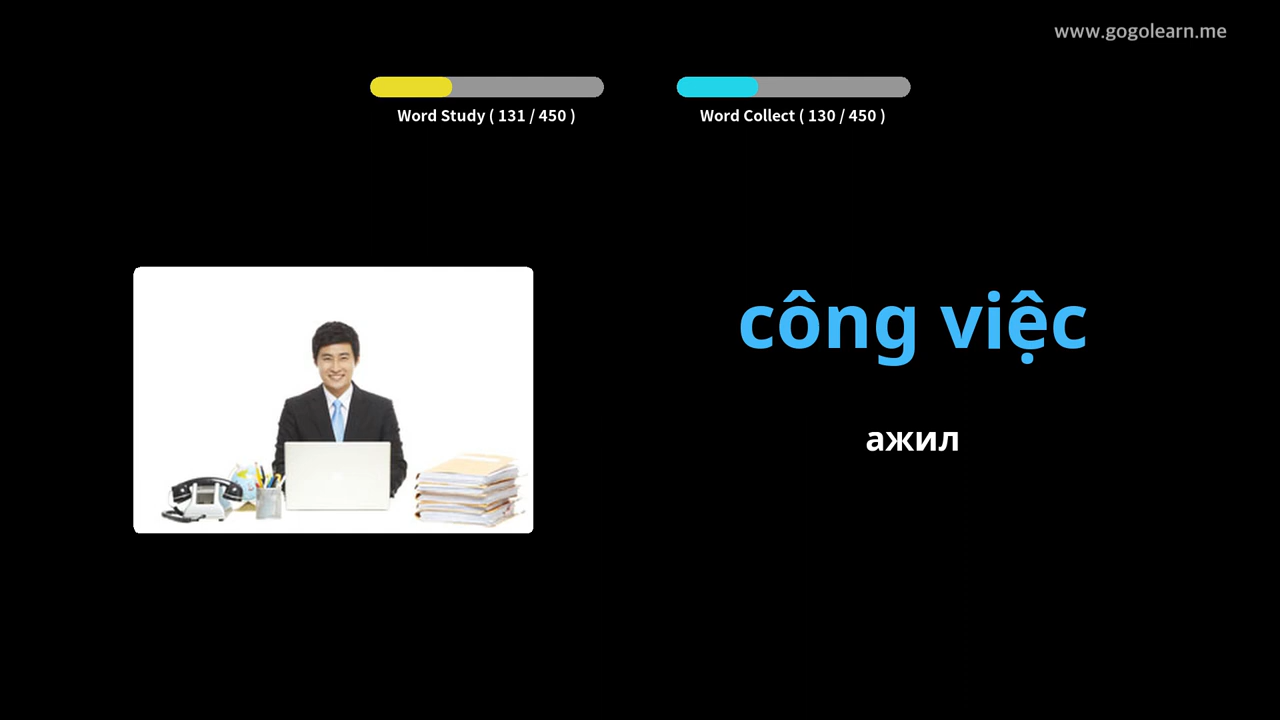 www.gogolearn.me
Word Study ( 131 / 450 )
Word Collect ( 130 / 450 )
công việc
ажил